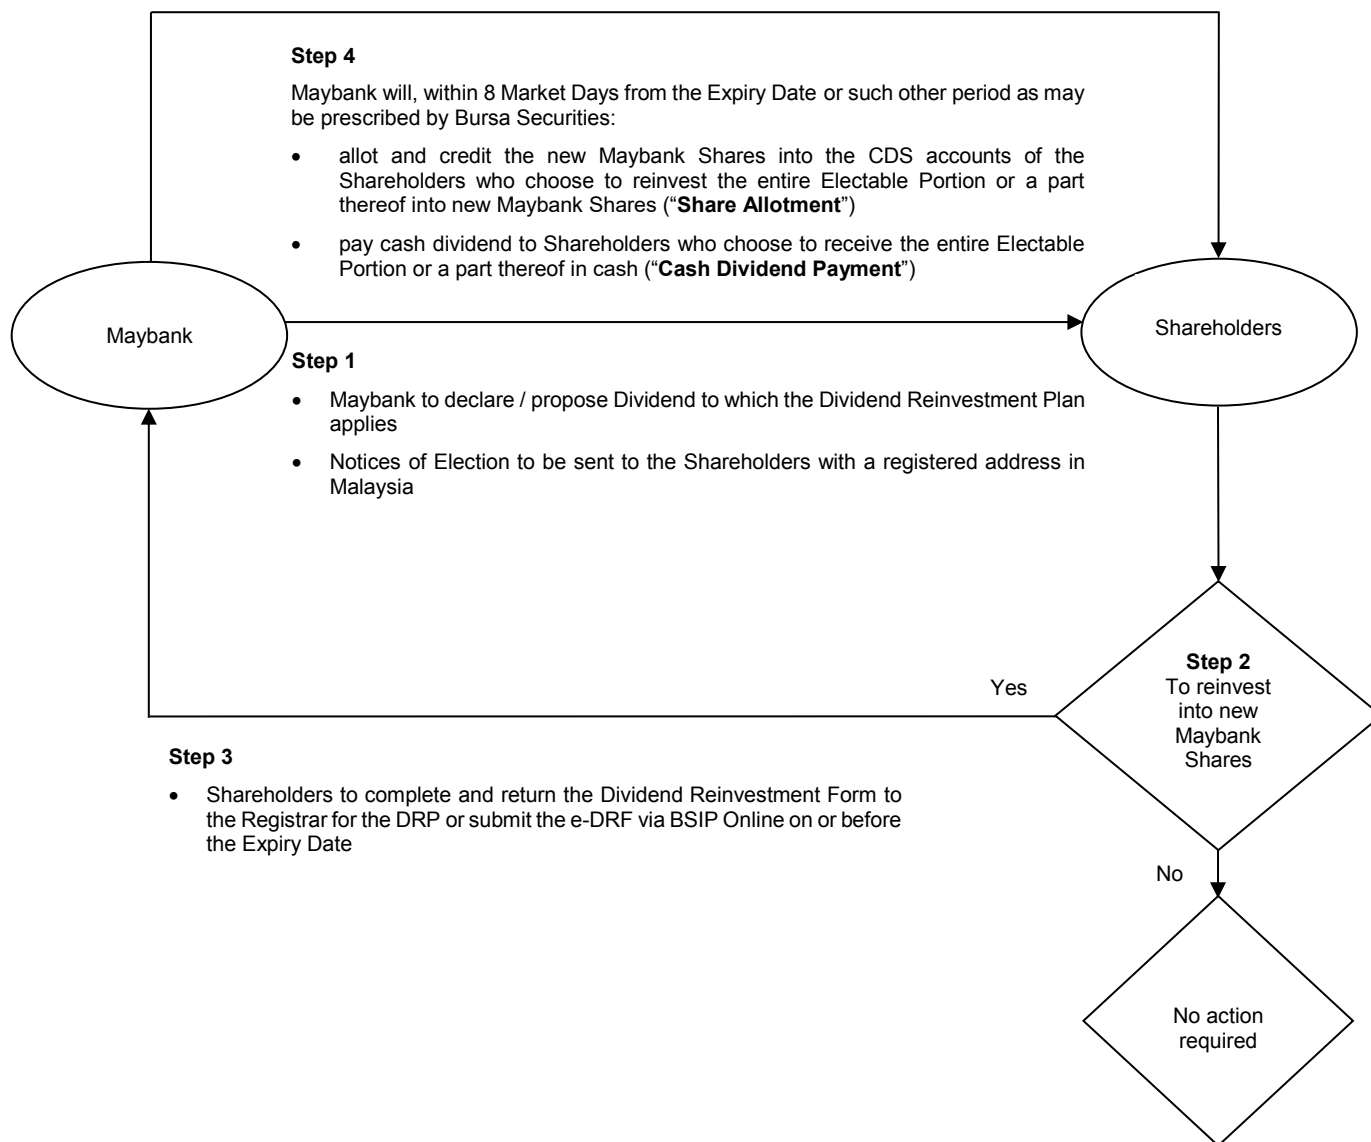 Step 4
Maybank will, within 8 Market Days from the Expiry Date or such other period as may
be prescribed by Bursa Securities:
• allot and credit the new Maybank Shares into the CDS accounts of the
Shareholders who choose to reinvest the entire Electable Portion or a part
thereof into new Maybank Shares (“Share Allotment”)
• pay cash dividend to Shareholders who choose to receive the entire Electable
Portion or a part thereof in cash (“Cash Dividend Payment”)
Maybank
Shareholders
Step 1
• Maybank to declare / propose Dividend to which the Dividend Reinvestment Plan
applies
• Notices of Election to be sent to the Shareholders with a registered address in
Malaysia
Step 2
To reinvest
into new
Maybank
Shares
Yes
Step 3
• Shareholders to complete and return the Dividend Reinvestment Form to
the Registrar for the DRP or submit the e-DRF via BSIP Online on or before
the Expiry Date
No
No action
required